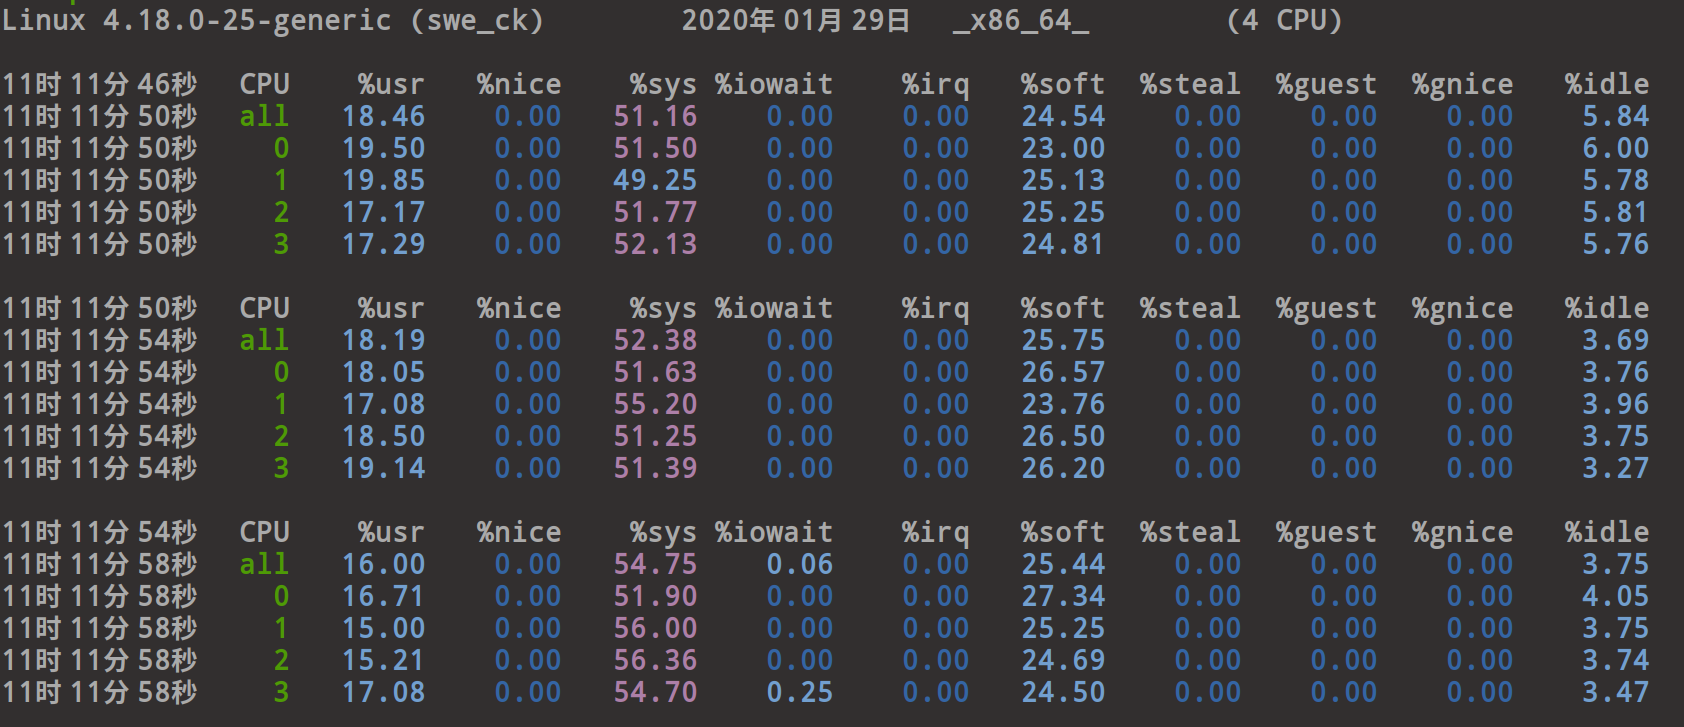 Linux 4.18.0-25-generic (swe_ck) 2020年 01月 29日 _x86_64_ (4 CPU)
11时 11分 46秒 CPU %usr %nice %sys %iowait %irq %soft %steal %guest %gnice %idle
11时 11分 50秒 all 18.46 0.00 51.16 0.00 0.00 24.54 0.00 0.00 0.00 5.84
11时 11分 50秒 0 19.50 0.00 51.50 0.00 0.00 23.00 0.00 0.00 0.00 6.00
11时 11分 50秒 1 19.85 0.00 49.25 0.00 0.00 25.13 0.00 0.00 0.00 5.78
11时 11分 50秒 2 17.17 0.00 51.77 0.00 0.00 25.25 0.00 0.00 0.00 5.81
11时 11分 50秒 3 17.29 0.00 52.13 0.00 0.00 24.81 0.00 0.00 0.00 5.76
11时 11分 50秒 CPU %usr %nice %sys %iowait %irq %soft %steal %guest %gnice %idle
11时 11分 54秒 all 18.19 0.00 52.38 0.00 0.00 25.75 0.00 0.00 0.00 3.69
11时 11分 54秒 0 18.05 0.00 51.63 0.00 0.00 26.57 0.00 0.00 0.00 3.76
11时 11分 54秒 1 17.08 0.00 55.20 0.00 0.00 23.76 0.00 0.00 0.00 3.96
11时 11分 54秒 2 18.50 0.00 51.25 0.00 0.00 26.50 0.00 0.00 0.00 3.75
11时 11分 54秒 3 19.14 0.00 51.39 0.00 0.00 26.20 0.00 0.00 0.00 3.27
11时 11分 54秒 CPU %usr %nice %sys %iowait %irq %soft %steal %guest %gnice %idle
11时 11分 58秒 all 16.00 0.00 54.75 0.06 0.00 25.44 0.00 0.00 0.00 3.75
11时 11分 58秒 0 16.71 0.00 51.90 0.00 0.00 27.34 0.00 0.00 0.00 4.05
11时 11分 58秒 1 15.00 0.00 56.00 0.00 0.00 25.25 0.00 0.00 0.00 3.75
11时 11分 58秒 2 15.21 0.00 56.36 0.00 0.00 24.69 0.00 0.00 0.00 3.74
11时 11分 58秒 3 17.08 0.00 54.70 0.25 0.00 24.50 0.00 0.00 0.00 3.47